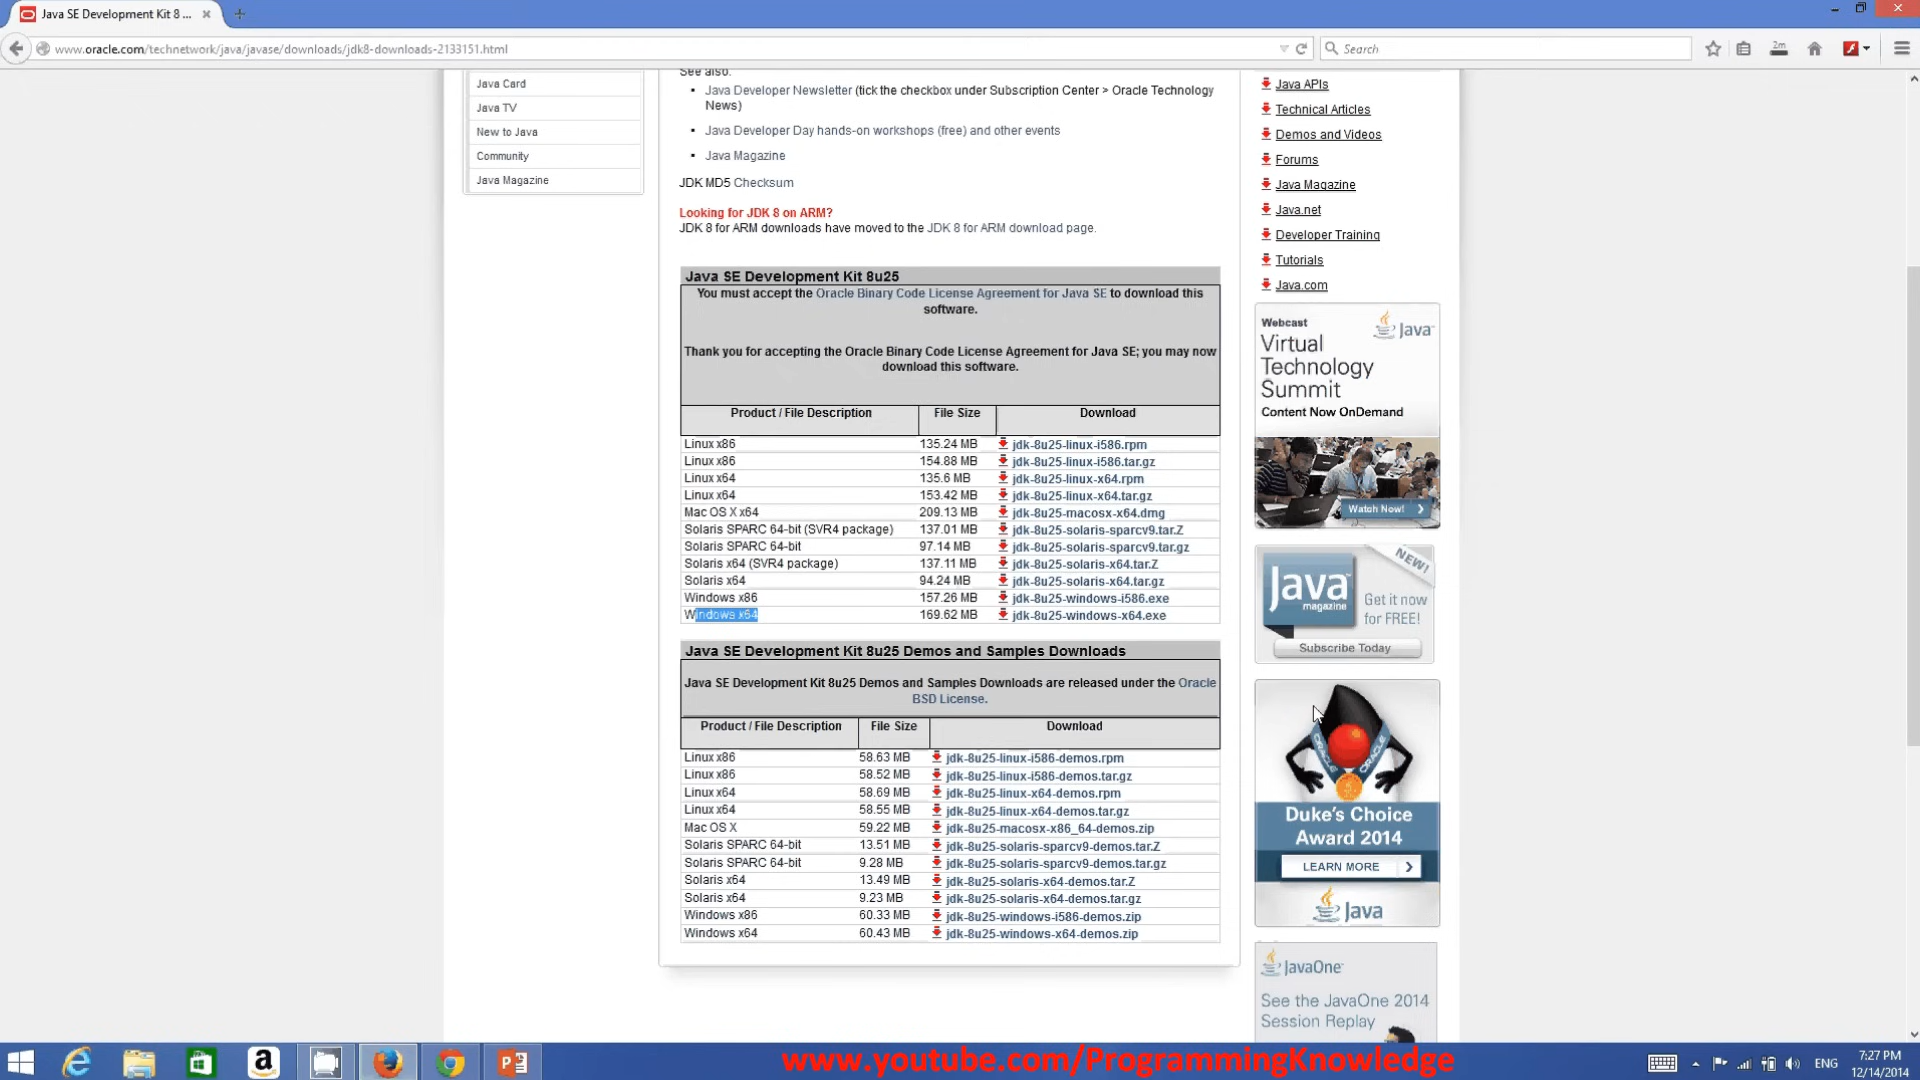 Java SE Development Kit 8 ...
www.oracle.com/technetwork/java/javase/downloads/jdk8-downloads-2133151.html
Search
2m
Java Card
Java TV
New to Java
Community
Java Magazine
See also:
Java Developer Newsletter (tick the checkbox under Subscription Center > Oracle Technology
News)
Java Developer Day hands-on workshops (free) and other events
Java Magazine
JDK MD5 Checksum
Looking for JDK 8 on ARM?
JDK 8 for ARM downloads have moved to the JDK 8 for ARM download page.
Java SE Development Kit 8u25
You must accept the Oracle Binary Code License Agreement for Java SE to download this
software.
Thank you for accepting the Oracle Binary Code License Agreement for Java SE; you may now
download this software.
Product / File Description File Size Download
Linux x86 135.24 MB jdk-8u25-linux-i586.rpm
Linux x86 154.88 MB jdk-8u25-linux-i586.tar.gz
Linux x64 135.6 MB jdk-8u25-linux-x64.rpm
Linux x64 153.42 MB jdk-8u25-linux-x64.tar.gz
Mac OS X x64 209.13 MB jdk-8u25-macosx-x64.dmg
Solaris SPARC 64-bit (SVR4 package) 137.01 MB jdk-8u25-solaris-sparcv9.tar.Z
Solaris SPARC 64-bit 97.14 MB jdk-8u25-solaris-sparcv9.tar.gz
Solaris x64 (SVR4 package) 137.11 MB jdk-8u25-solaris-x64.tar.Z
Solaris x64 94.24 MB jdk-8u25-solaris-x64.tar.gz
Windows x86 157.26 MB jdk-8u25-windows-i586.exe
Windows x64 169.62 MB jdk-8u25-windows-x64.exe
Java SE Development Kit 8u25 Demos and Samples Downloads
Java SE Development Kit 8u25 Demos and Samples Downloads are released under the Oracle
BSD License.
Product / File Description File Size Download
Linux x86 58.63 MB jdk-8u25-linux-i586-demos.rpm
Linux x86 58.52 MB jdk-8u25-linux-i586-demos.tar.gz
Linux x64 58.69 MB jdk-8u25-linux-x64-demos.rpm
Linux x64 58.55 MB jdk-8u25-linux-x64-demos.tar.gz
Mac OS X 59.22 MB jdk-8u25-macosx-x86_64-demos.zip
Solaris SPARC 64-bit 13.51 MB jdk-8u25-solaris-sparcv9-demos.tar.Z
Solaris SPARC 64-bit 9.28 MB jdk-8u25-solaris-sparcv9-demos.tar.gz
Solaris x64 13.49 MB jdk-8u25-solaris-x64-demos.tar.Z
Solaris x64 9.23 MB jdk-8u25-solaris-x64-demos.tar.gz
Windows x86 60.33 MB jdk-8u25-windows-i586-demos.zip
Windows x64 60.43 MB jdk-8u25-windows-x64-demos.zip
Java APIs
Technical Articles
Demos and Videos
Forums
Java Magazine
Java.net
Developer Training
Tutorials
Java.com
Webcast
Java
Virtual
Technology
Summit
Content Now OnDemand
Watch Now!
NEW!
Java
magazine
Get it now
for FREE!
Subscribe Today
ORACLE ORACLE
Duke's Choice
Award 2014
LEARN MORE
Java
JavaOne
See the JavaOne 2014
Session Replay
www.youtube.com/ProgrammingKnowledge
ENG
7:27 PM
12/14/2014